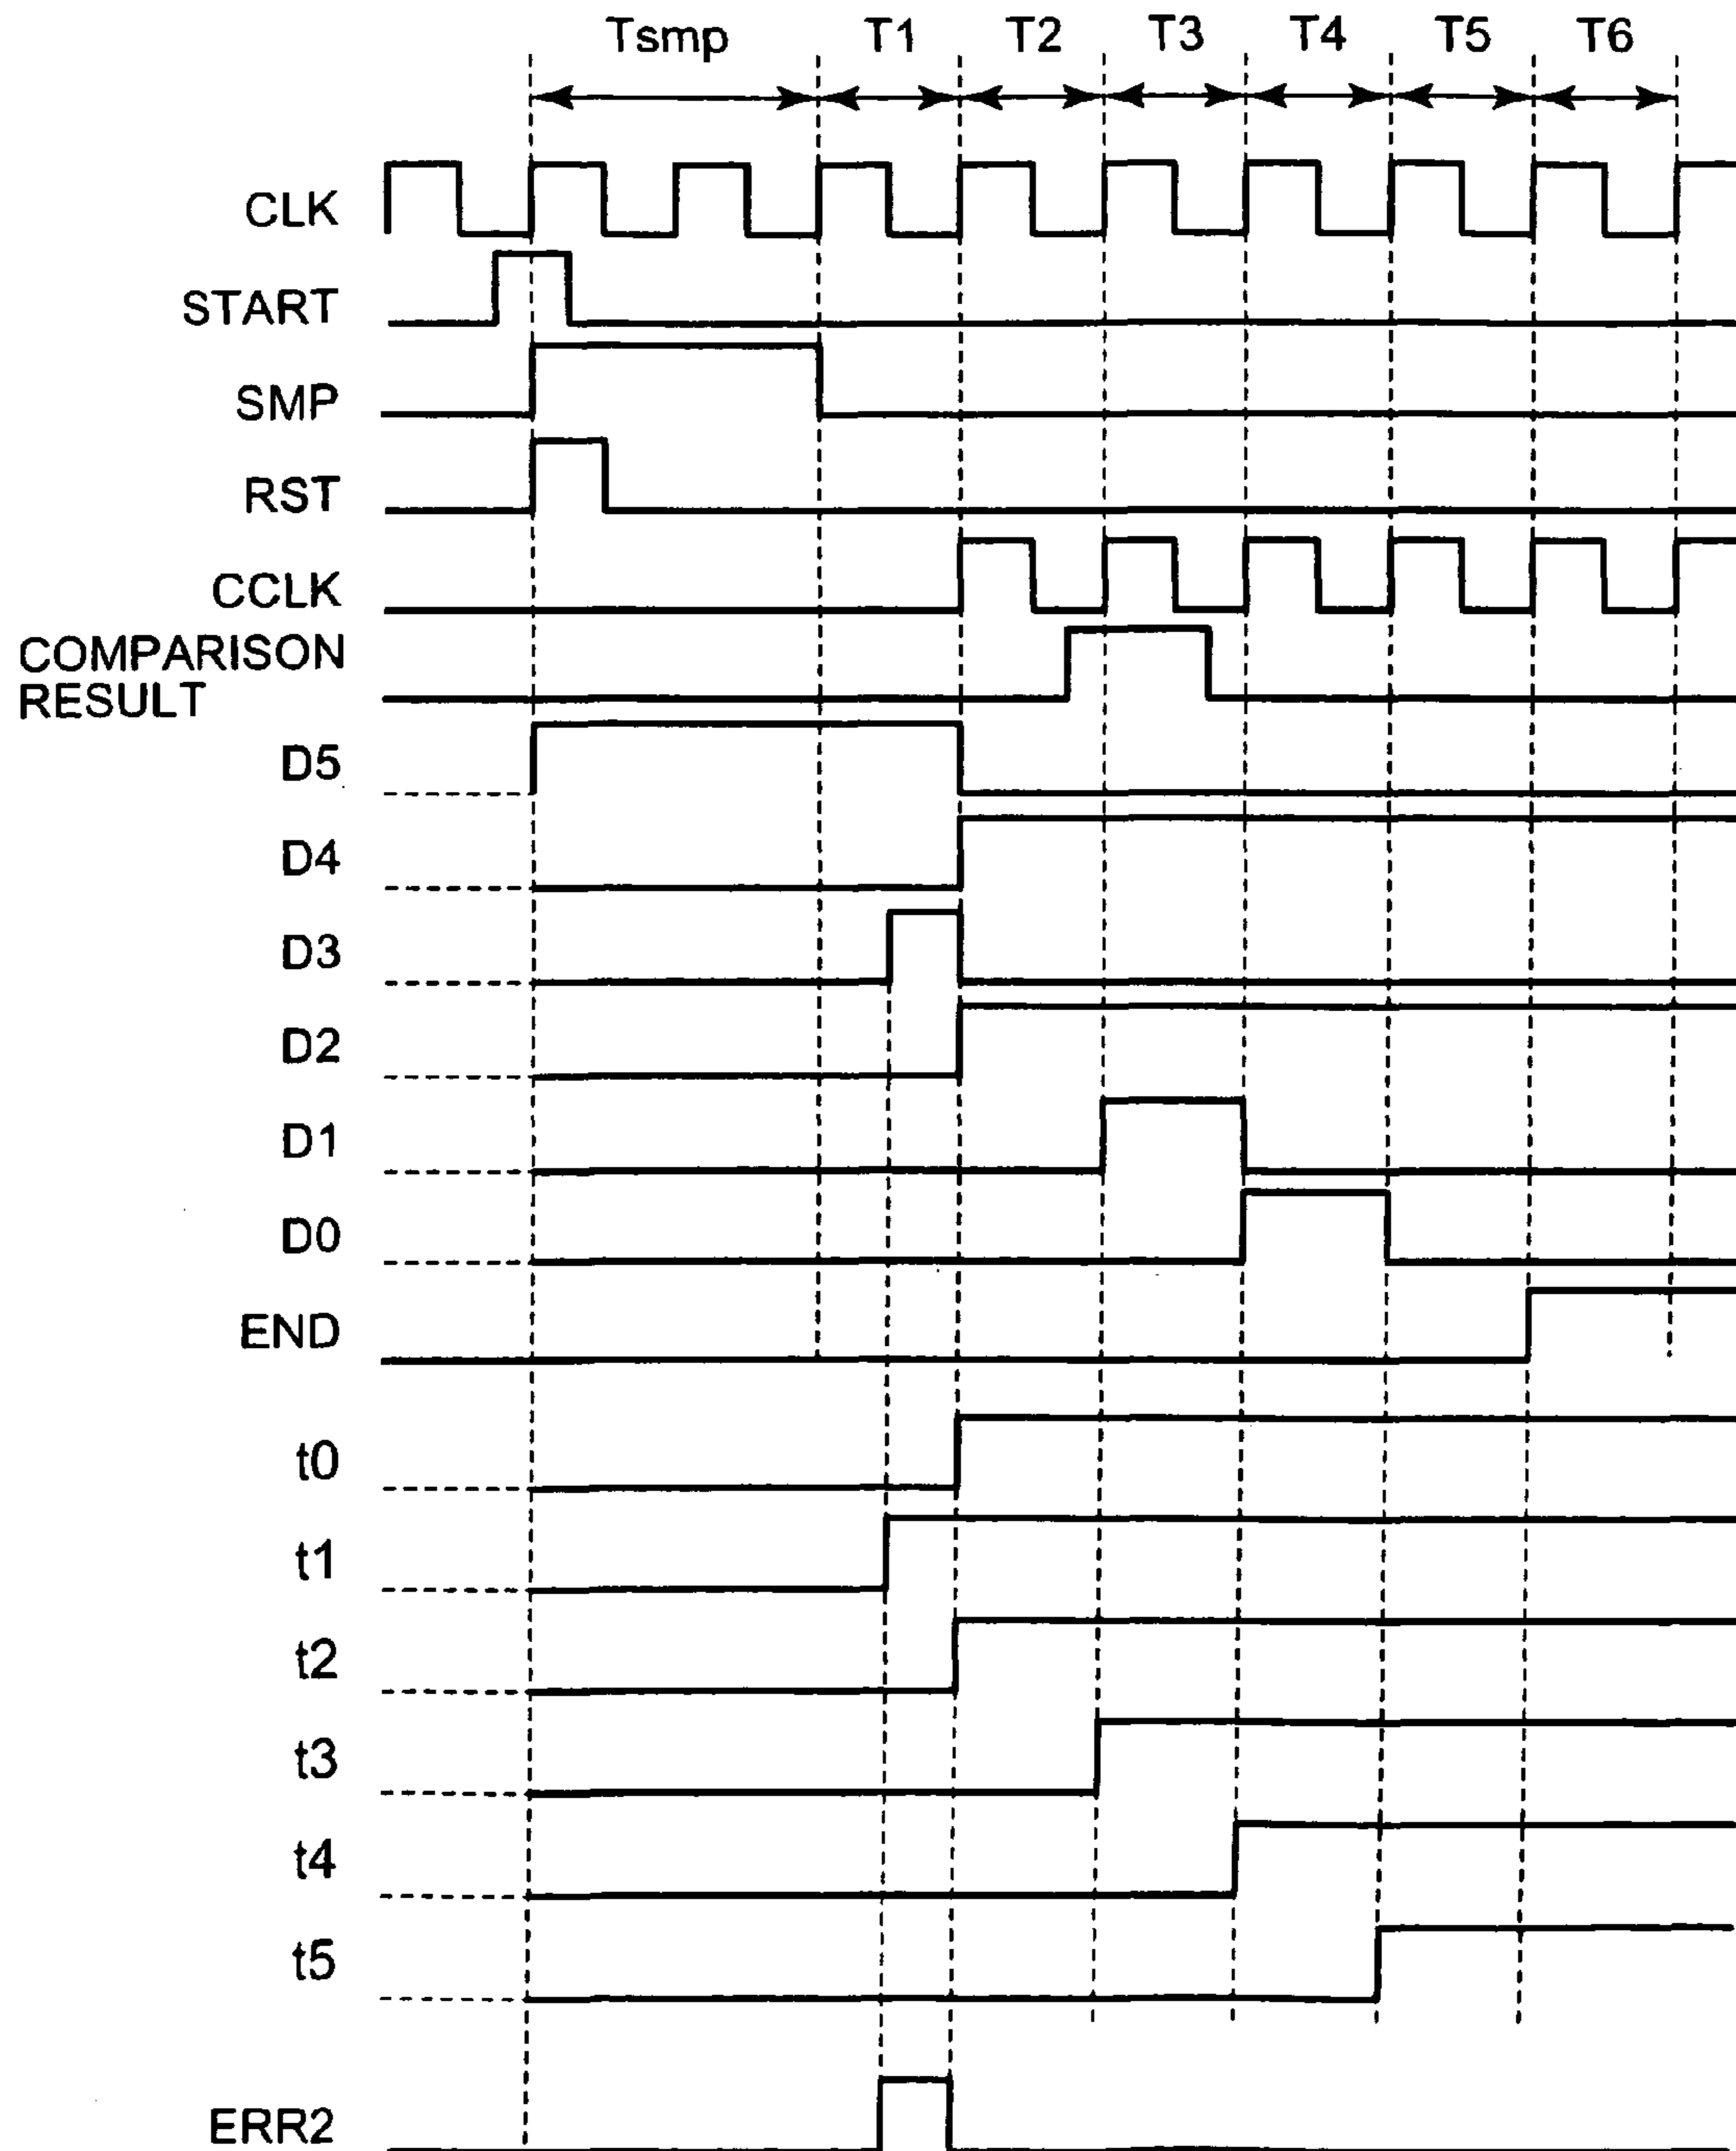 Tsmp T1 T2 T3 T4 T5 T6
CLK
START
SMP
RST
CCLK
COMPARISON
RESULT
D5
D4
D3
D2
D1
D0
END
t0
t1
t2
t3
t4
t5
ERR2